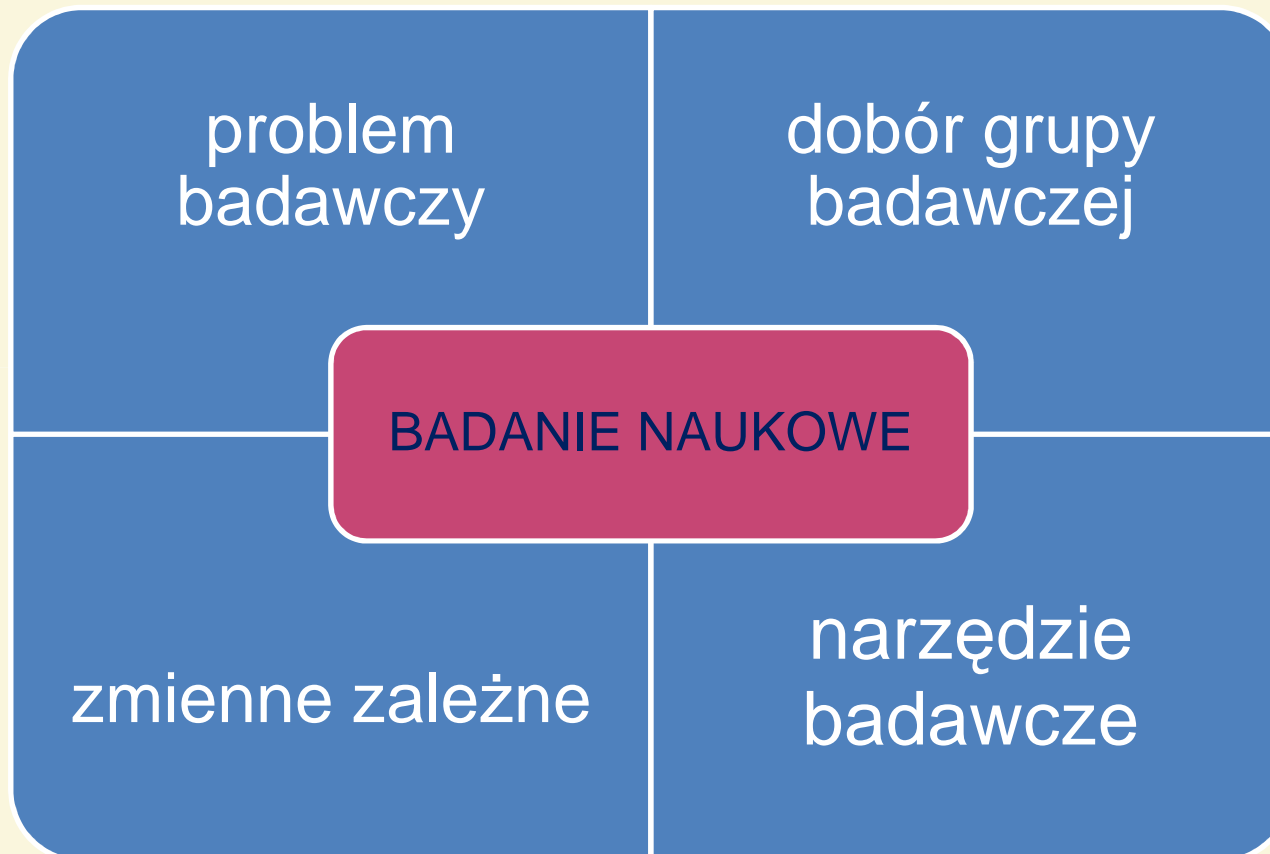 problem
badawczy
dobór grupy
badawczej
BADANIE NAUKOWE
zmienne zależne
narzędzie
badawcze